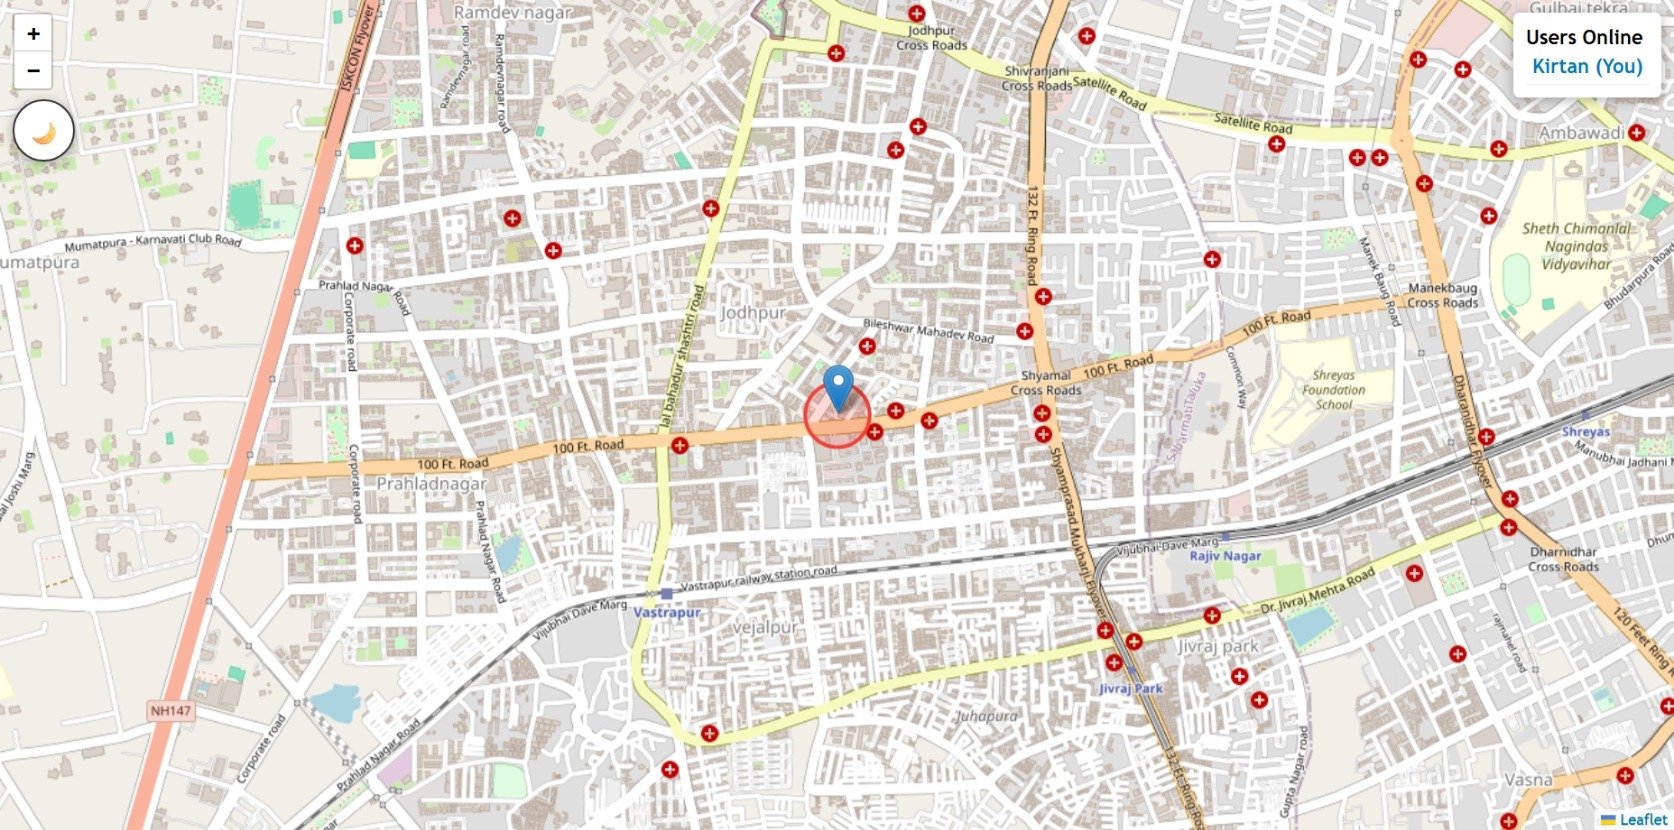 +
−
Users Online
Kirtan (You)
Ramdev nagar
ISKCON Flyover
Ramdevnagar road
Ramdevnagar road
Jodhpur
Cross Roads
Shivranjani
Cross Roads
Satellite Road
Satellite Road
Gulbai tekra
Ambawadi
132 Ft. Ring Road
Sheth Chimanlal
Nagindas
Vidyavihar
Mumatpura - Karnavati Club Road
umatpura
Manek Baug Road
Bhudarpura Road
Prahlad Nagar Road
Corporate road
Manekbaug
Cross Roads
lal bahadur shashtri road
Jodhpur
Bileshwar Mahadev Road
100 Ft. Road
Shyamal
Cross Roads
100 Ft. Road
Common Way
Shreyas
Foundation
School
Sabarmati Taluka
Dharanidhar Flyover
Shreyas
Manubhai Jadhani
100 Ft. Road
100 Ft. Road
Prahladnagar
Corporate road
Joshi Marg
Prahlad Nagar Road
Shyamprasad Mukharji Flyover
Vijubhai Dave Marg
Rajiv Nagar
Dharnidhar
Cross Roads
Vastrapur railway station road
Vijubhai Dave Marg
Vastrapur
vejalpur
Dr. Jivraj Mehta Road
Jivraj park
rajmahel road
120 Feet Ring
Jivraj Park
NH147
Juhapura
Corporate road
Prahlad Nagar Road
132 Ft. Ring
Gupta Nagar road
Vasna
Leaflet